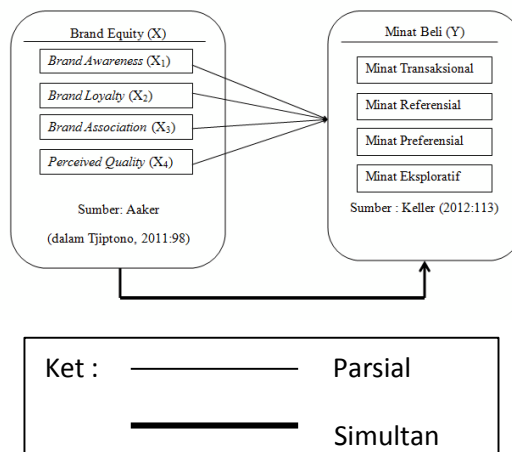 Brand Equity (X)
Brand Awareness (X₁)
Brand Loyalty (X₂)
Brand Association (X₃)
Perceived Quality (X₄)
Sumber: Aaker
(dalam Tjiptono, 2011:98)
Minat Beli (Y)
Minat Transaksional
Minat Referensial
Minat Preferensial
Minat Eksploratif
Sumber : Keller (2012:113)
Ket : Parsial
Simultan